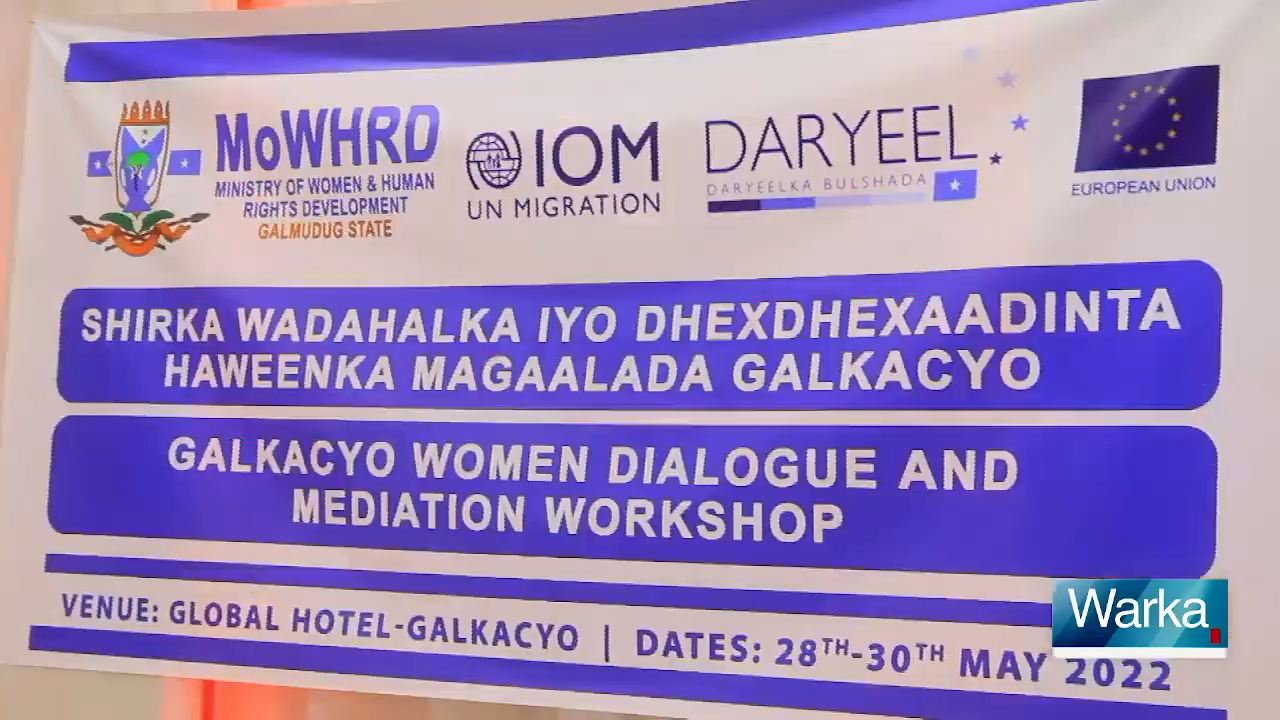 MoWHRD
MINISTRY OF WOMEN & HUMAN
RIGHTS DEVELOPMENT
GALMUDUG STATE
IOM
UN MIGRATION
DARYEEL
DARYEELKA BULSHADA
EUROPEAN UNION
SHIRKA WADAHALKA IYO DHEXDHEXAADINTA
HAWEENKA MAGAALADA GALKACYO
GALKACYO WOMEN DIALOGUE AND
MEDIATION WORKSHOP
VENUE: GLOBAL HOTEL-GALKACYO | DATES: 28TH-30TH MAY 2022
Warka